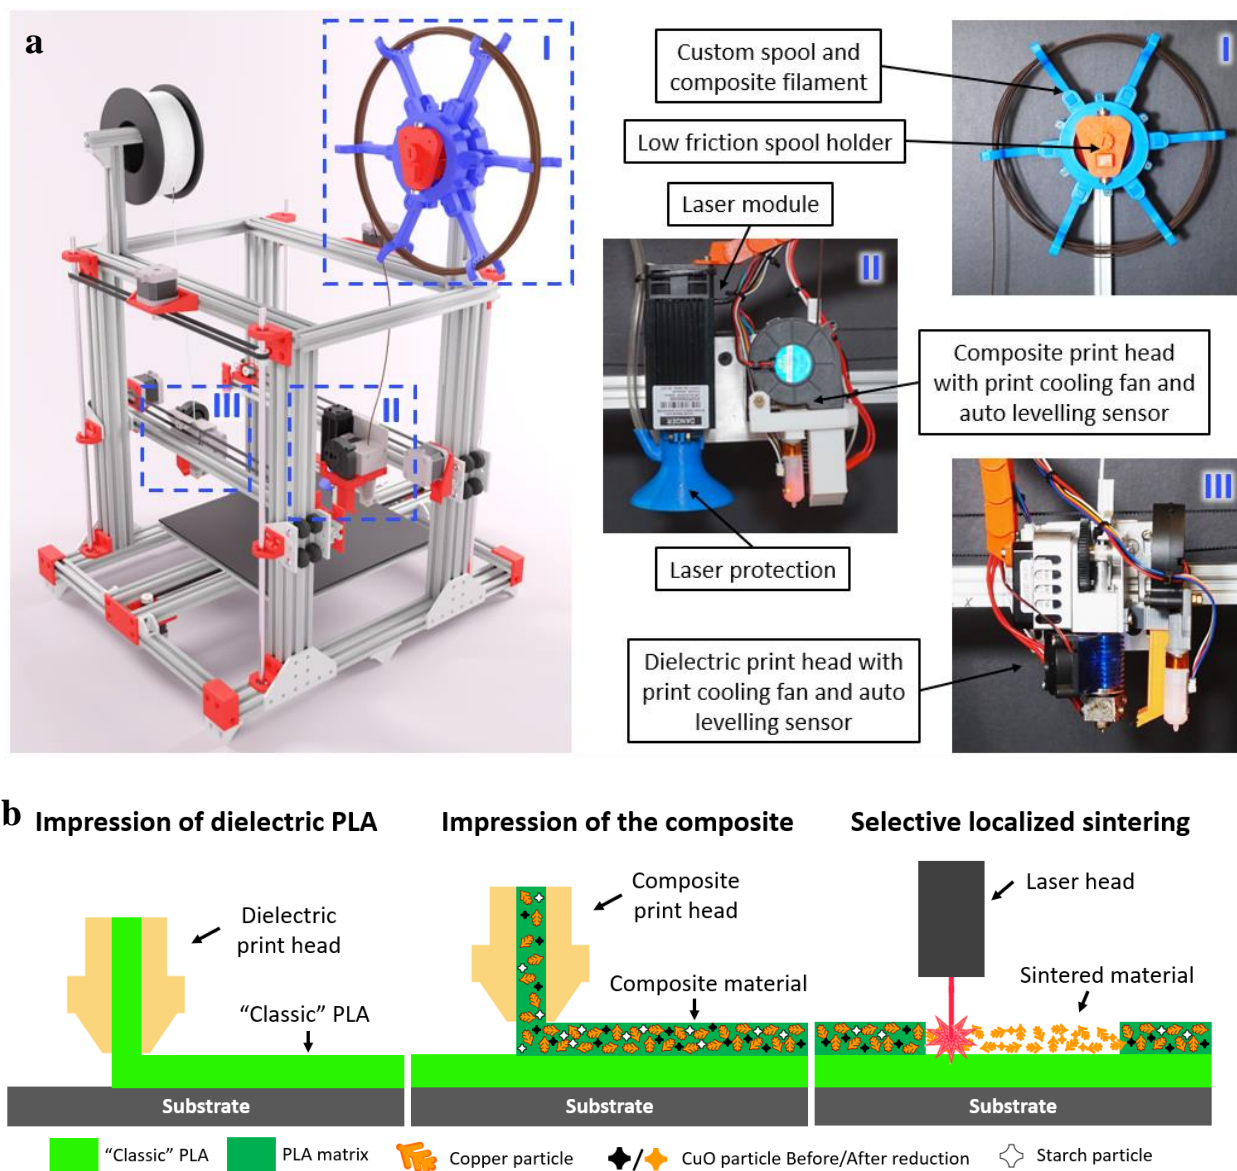 a
I
II
III
Custom spool and
composite filament
Low friction spool holder
Laser module
I
II
DANGER
Composite print head
with print cooling fan and
auto levelling sensor
Laser protection
III
X
Dielectric print head with
print cooling fan and auto
levelling sensor
b
Impression of dielectric PLA
Impression of the composite
Selective localized sintering
Dielectric
print head
"Classic" PLA
Composite
print head
Composite material
Laser head
Sintered material
Substrate
Substrate
Substrate
"Classic" PLA
PLA matrix
Copper particle
/
CuO particle Before/After reduction
Starch particle